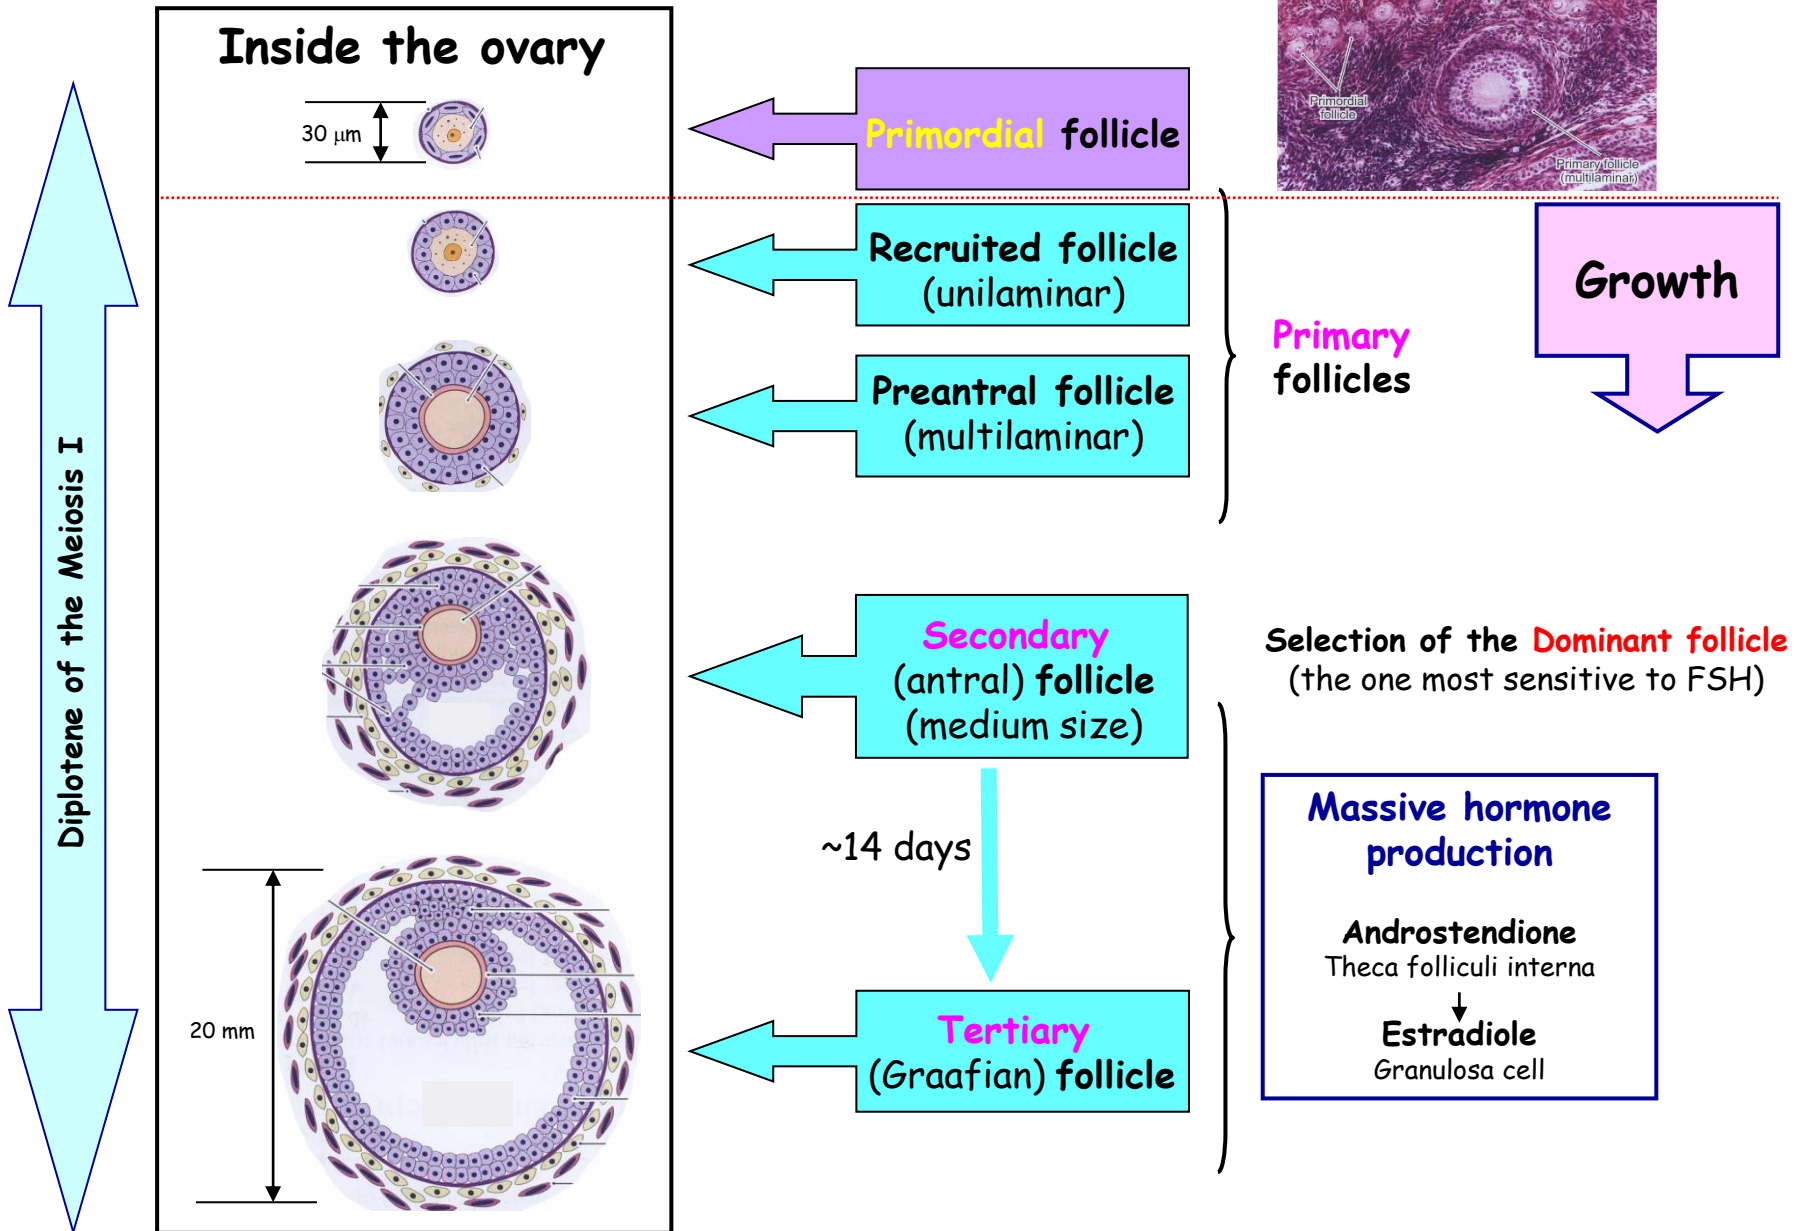 Inside the ovary
30 μm
Primordial follicle
Primordial
follicle
Primary follicle
(multilaminar)
Recruited follicle
(unilaminar)
Growth
Primary
follicles
Preantral follicle
(multilaminar)
Diplotene of the Meiosis I
Secondary
(antral) follicle
(medium size)
Selection of the Dominant follicle
(the one most sensitive to FSH)
~14 days
Massive hormone
production
Androstendione
Theca folliculi interna
Estradiole
Granulosa cell
20 mm
Tertiary
(Graafian) follicle